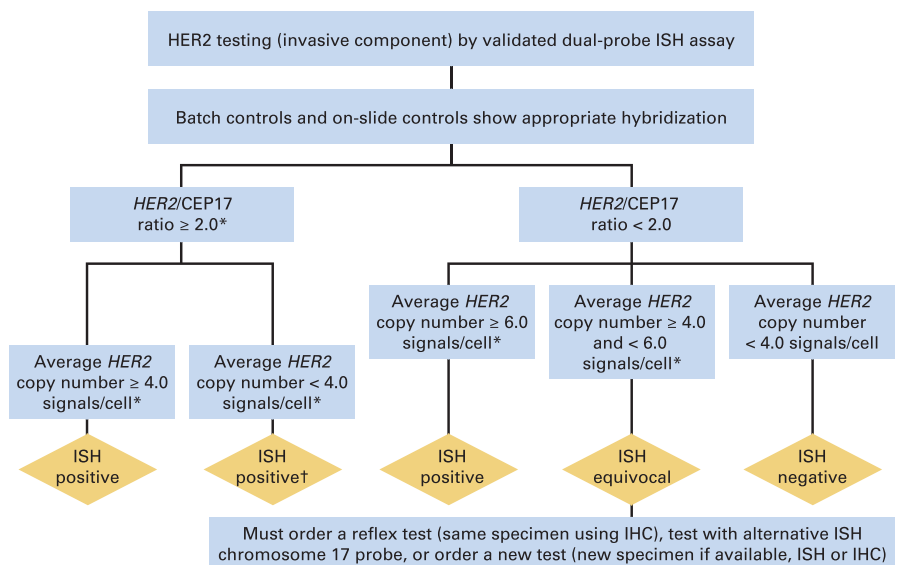 HER2 testing (invasive component) by validated dual-probe ISH assay
Batch controls and on-slide controls show appropriate hybridization
HER2/CEP17
ratio ≥ 2.0*
HER2/CEP17
ratio < 2.0
Average HER2
copy number ≥ 4.0
signals/cell*
Average HER2
copy number < 4.0
signals/cell*
Average HER2
copy number ≥ 6.0
signals/cell*
Average HER2
copy number ≥ 4.0
and < 6.0
signals/cell*
Average HER2
copy number
< 4.0 signals/cell
ISH
positive
ISH
positive†
ISH
positive
ISH
equivocal
ISH
negative
Must order a reflex test (same specimen using IHC), test with alternative ISH
chromosome 17 probe, or order a new test (new specimen if available, ISH or IHC)